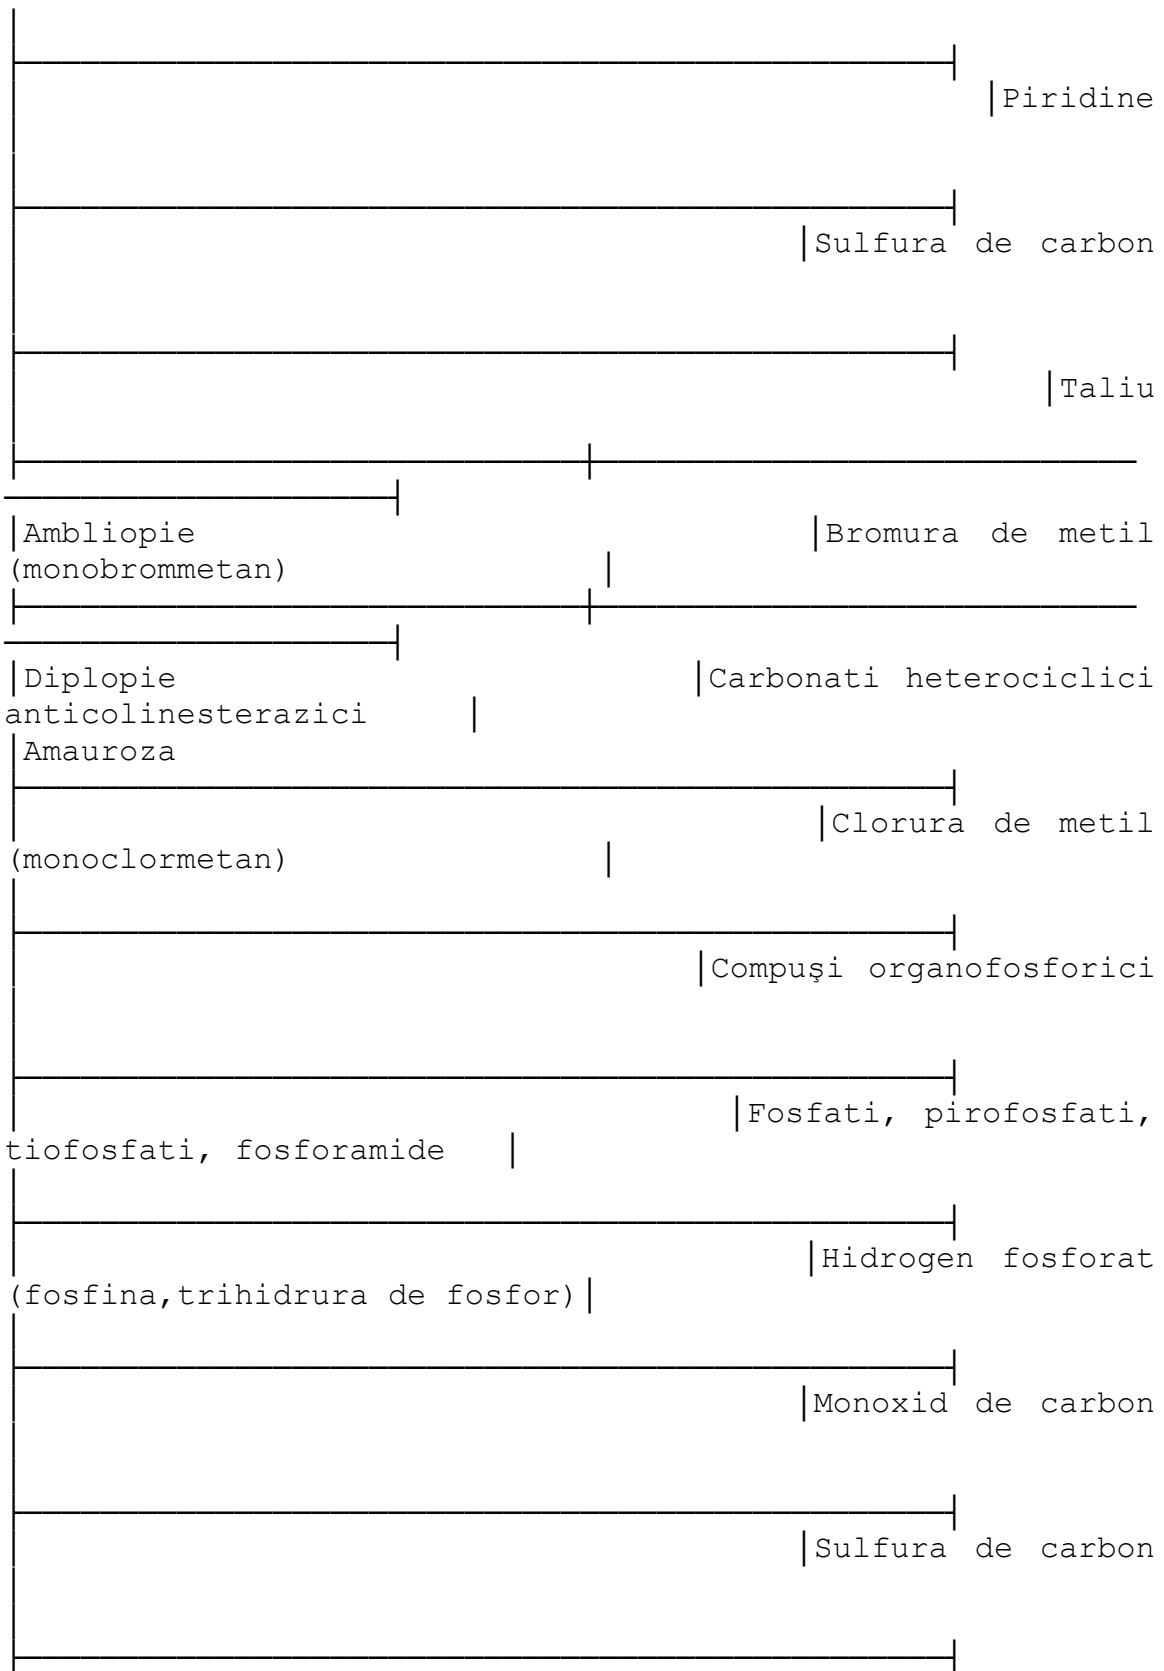 Piridine
Sulfura de carbon
Taliu
Ambliopie Bromura de metil
(monobrommetan)
Diplopie Carbonati heterociclici
anticolinesterazici
Amauroza
Clorura de metil
(monoclormetan)
Compuşi organofosforici
Fosfati, pirofosfati,
tiofosfati, fosforamide
Hidrogen fosforat
(fosfina,trihidrura de fosfor)
Monoxid de carbon
Sulfura de carbon